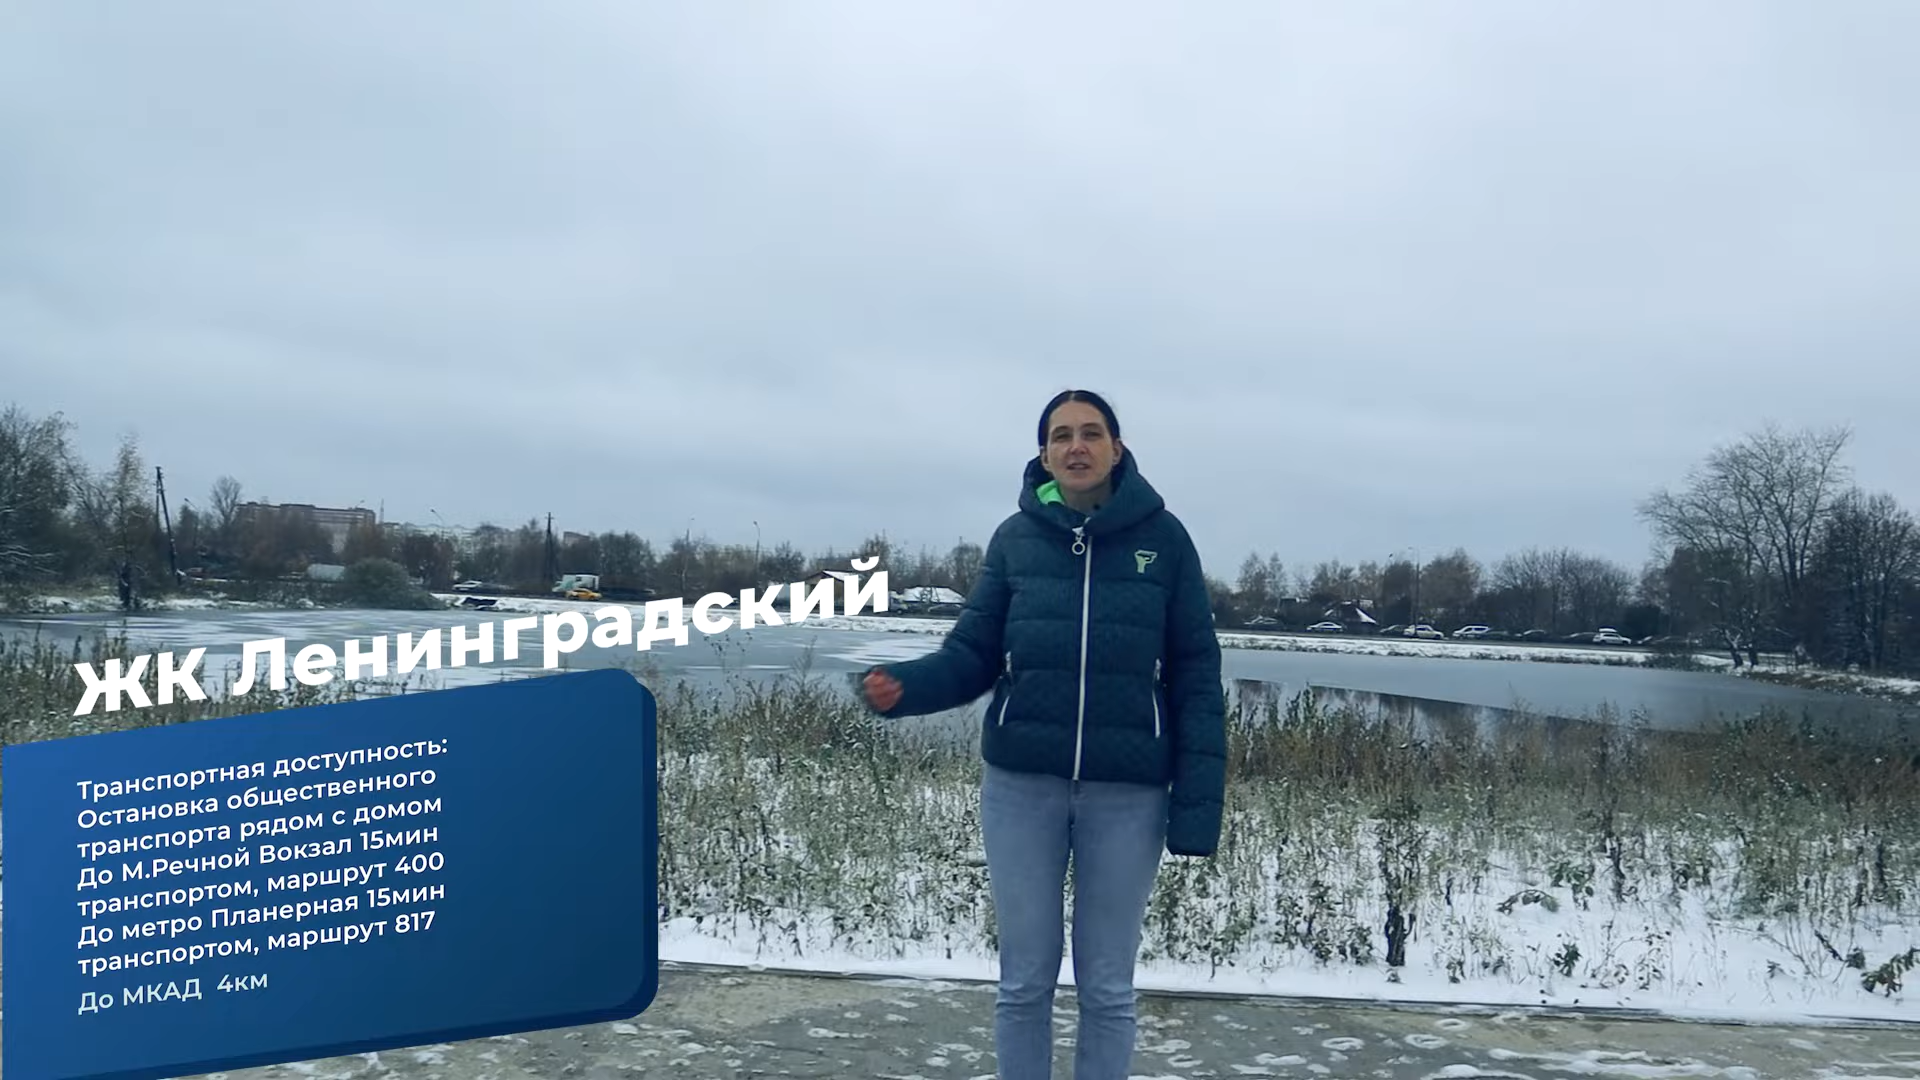 ЖК Ленинградский
Транспортная доступность:
Остановка общественного
транспорта рядом с домом
До М.Речной Вокзал 15мин
транспортом, маршрут 400
До метро Планерная 15мин
транспортом, маршрут 817
До МКАД 4км